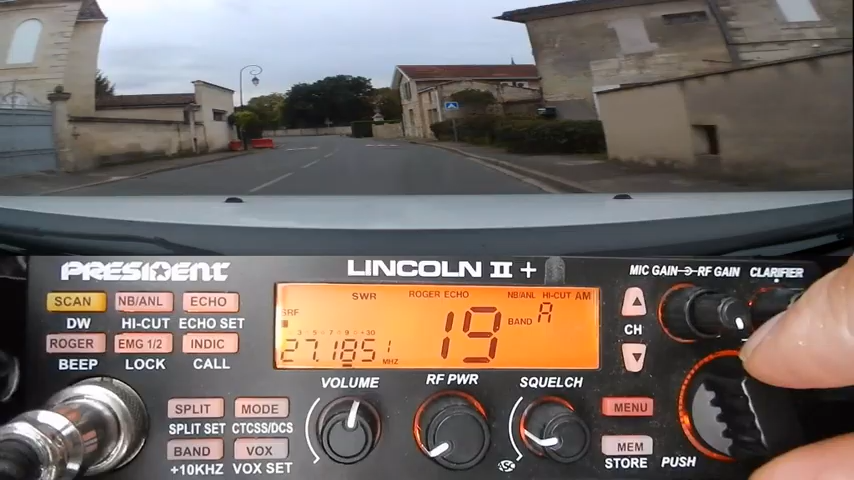 PRESIDENT
LINCOLN II +
MIC GAIN RF GAIN
CLARIFIER
SCAN
NB/ANL
ECHO
DW
HI-CUT
ECHO SET
ROGER
EMG 1/2
INDIC
BEEP
LOCK
CALL
SWR
ROGER ECHO
NB/ANL
HI-CUT AM
SRF
19
BAND A
27.1851 MHZ
CH
VOLUME
RF PWR
SQUELCH
SPLIT
MODE
SPLIT SET
CTCSS/DCS
BAND
VOX
+10KHZ
VOX SET
MENU
MEM
STORE
PUSH
ASC